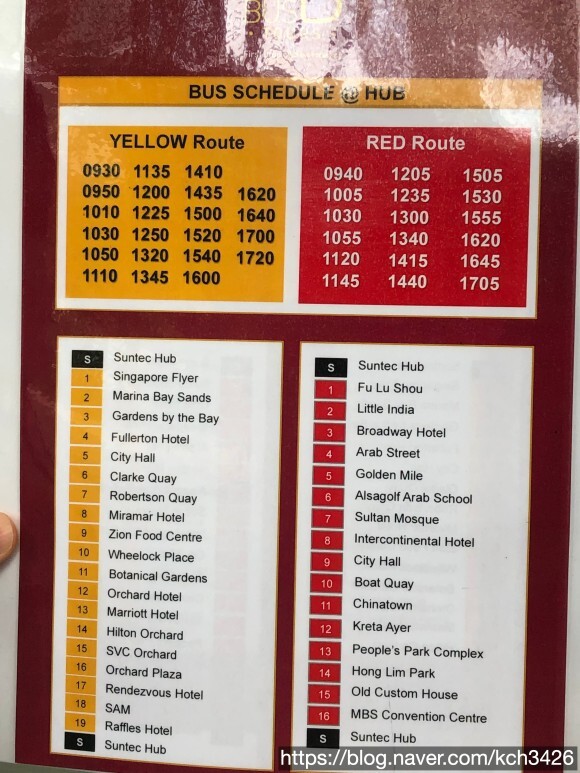 BUS SCHEDULE @ HUB
YELLOW Route
0930 1135 1410
0950 1200 1435 1620
1010 1225 1500 1640
1030 1250 1520 1700
1050 1320 1540 1720
1110 1345 1600
RED Route
0940 1205 1505
1005 1235 1530
1030 1300 1555
1055 1340 1620
1120 1415 1645
1145 1440 1705
S Suntec Hub
1 Singapore Flyer
2 Marina Bay Sands
3 Gardens by the Bay
4 Fullerton Hotel
5 City Hall
6 Clarke Quay
7 Robertson Quay
8 Miramar Hotel
9 Zion Food Centre
10 Wheelock Place
11 Botanical Gardens
12 Orchard Hotel
13 Marriott Hotel
14 Hilton Orchard
15 SVC Orchard
16 Orchard Plaza
17 Rendezvous Hotel
18 SAM
19 Raffles Hotel
S Suntec Hub
S Suntec Hub
1 Fu Lu Shou
2 Little India
3 Broadway Hotel
4 Arab Street
5 Golden Mile
6 Alsagolf Arab School
7 Sultan Mosque
8 Intercontinental Hotel
9 City Hall
10 Boat Quay
11 Chinatown
12 Kreta Ayer
13 People's Park Complex
14 Hong Lim Park
15 Old Custom House
16 MBS Convention Centre
S Suntec Hub
https://blog.naver.com/kch3426